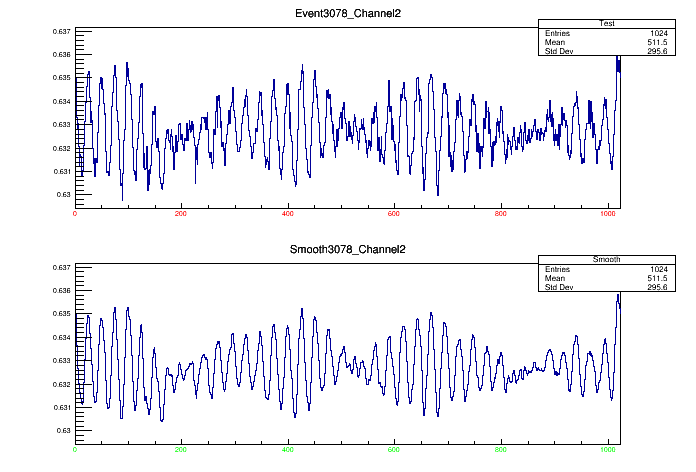 Event3078_Channel2
Test
Entries 1024
Mean 511.5
Std Dev 295.6
0.637
0.636
0.635
0.634
0.633
0.632
0.631
0.63
0 200 400 600 800 1000
Smooth3078_Channel2
Smooth
Entries 1024
Mean 511.5
Std Dev 295.6
0.637
0.636
0.635
0.634
0.633
0.632
0.631
0.63
0 200 400 600 800 1000